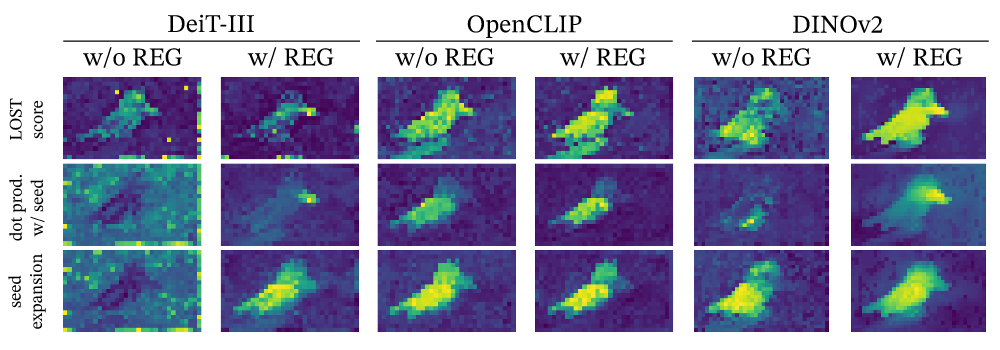 DeiT-III OpenCLIP DINOv2
w/o REG w/ REG w/o REG w/ REG w/o REG w/ REG
LOST
score
dot prod.
w/ seed
seed
expansion